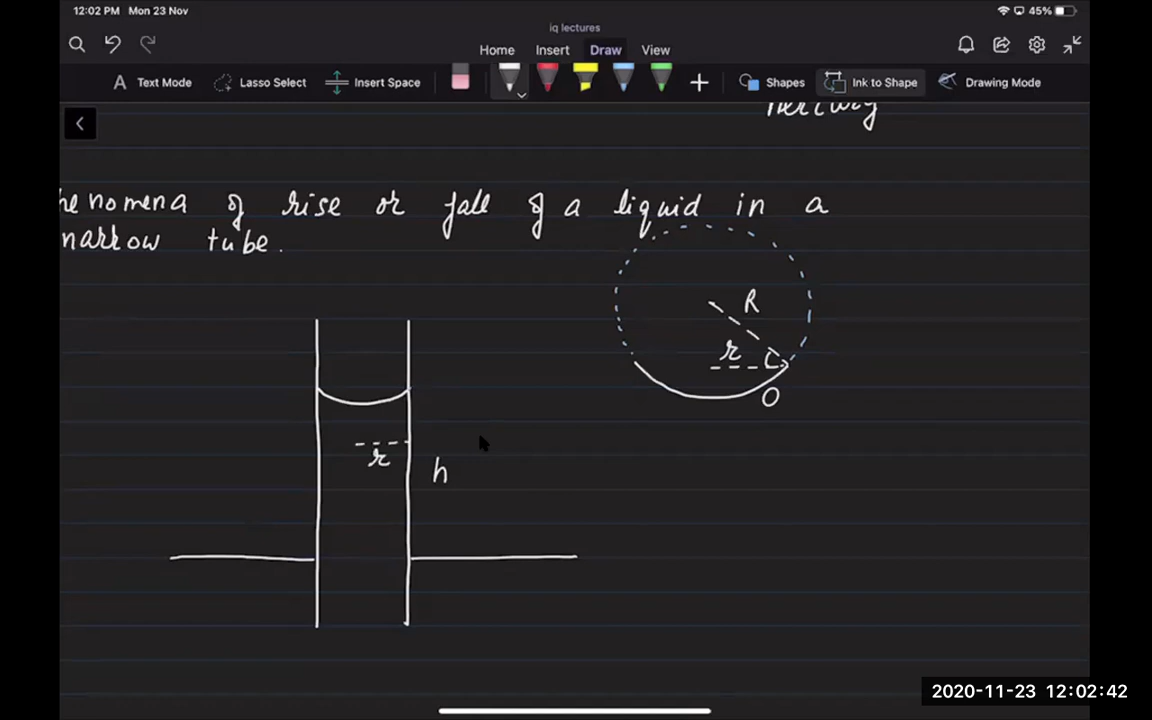 12:02 PM Mon 23 Nov
45%
iq lectures
Home Insert Draw View
Text Mode Lasso Select Insert Space Shapes Ink to Shape Drawing Mode
henomena of rise or fall of a liquid in a
narrow tube.
R
r
O
r
h
2020-11-23 12:02:42